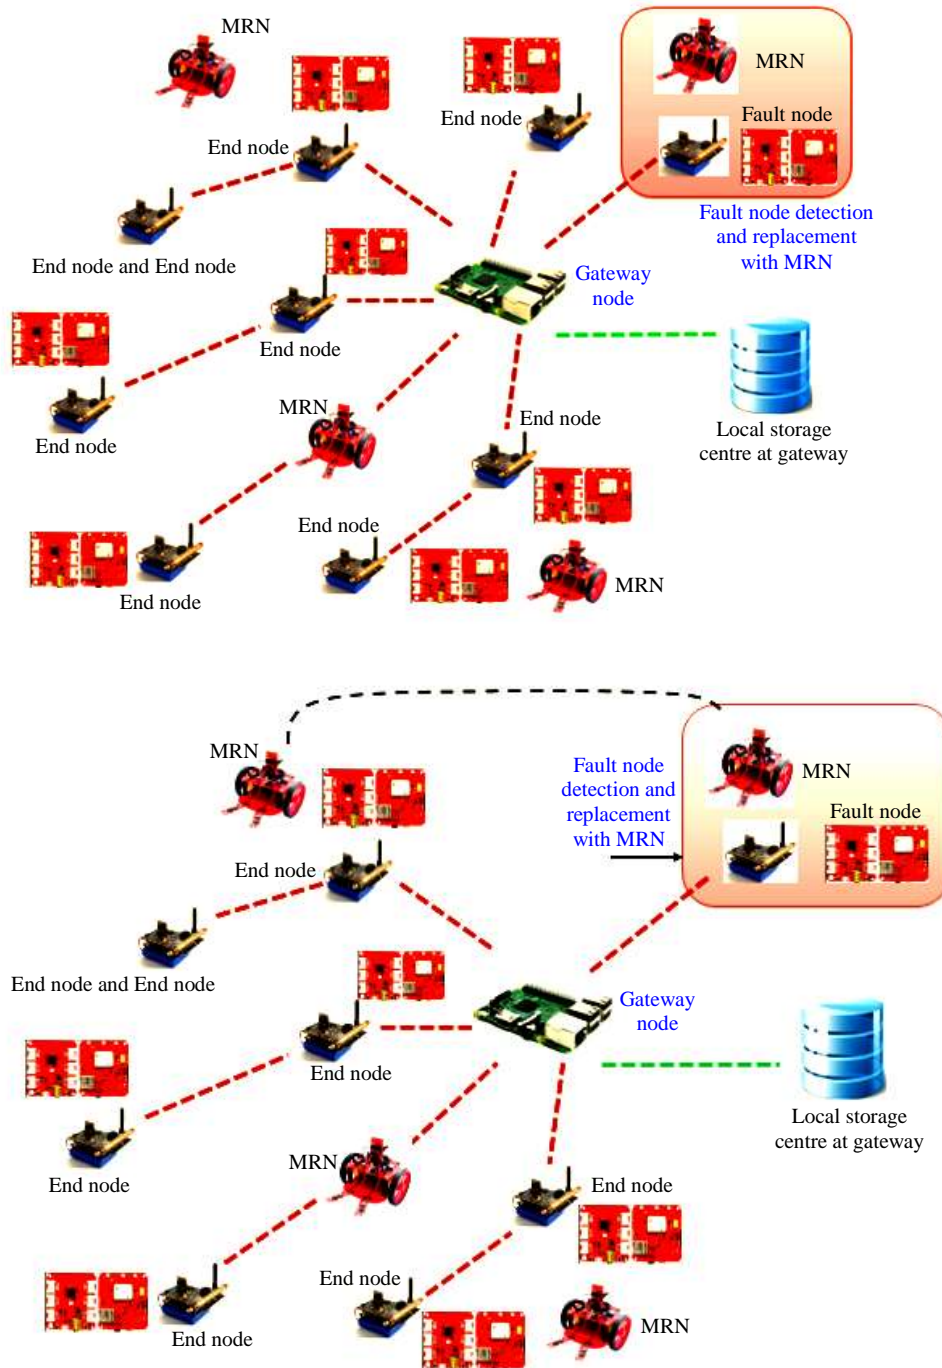 MRN
MRN
End node
Fault node
End node
Fault node detection
and replacement
with MRN
End node and End node
Gateway
node
End node
MRN
End node
End node
Local storage
centre at gateway
End node
End node
MRN
MRN
Fault node
detection and
replacement
with MRN
MRN
Fault node
End node
End node and End node
Gateway
node
End node
Local storage
centre at gateway
MRN
End node
End node
End node
End node
MRN